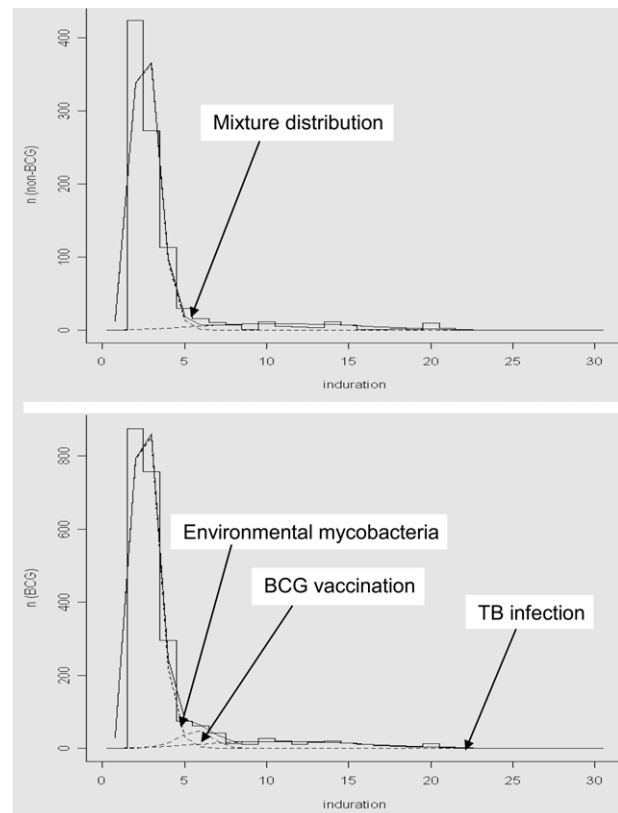 400
300
200
100
0
n (non-BCG)
Mixture distribution
0 5 10 15 20 25 30
induration
800
600
400
200
0
n (BCG)
Environmental mycobacteria
BCG vaccination
TB infection
0 5 10 15 20 25 30
induration